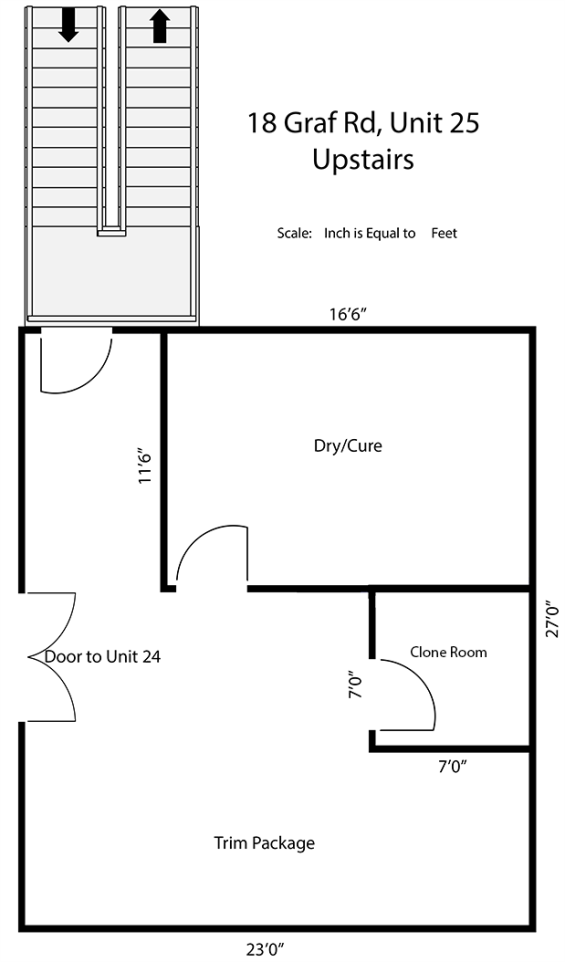 18 Graf Rd, Unit 25
Upstairs
Scale: Inch is Equal to Feet
16’6”
Dry/Cure
11’6”
27’0”
Clone Room
Door to Unit 24
7’0”
7’0”
Trim Package
23’0”